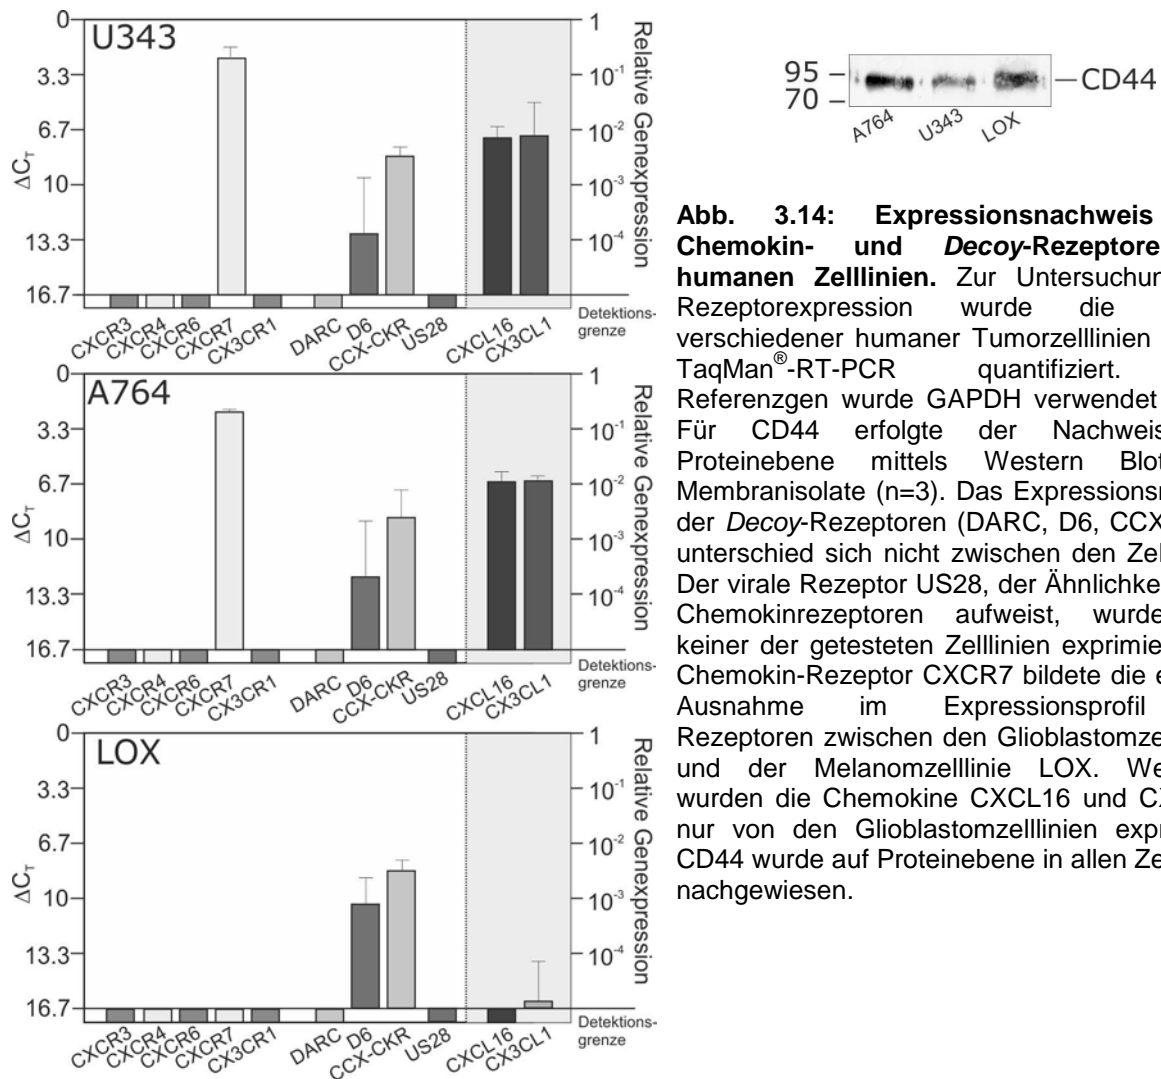 0
U343
1
3.3
10-1
6.7
10-2
10
10-3
13.3
10-4
16.7
ΔCT
Relative Genexpression
CXCR3 CXCR4 CXCR6 CXCR7 CX3CR1 DARC D6 CCX-CKR US28 CXCL16 CX3CL1
Detektions-
grenze
0
A764
1
3.3
10-1
6.7
10-2
10
10-3
13.3
10-4
16.7
ΔCT
Relative Genexpression
CXCR3 CXCR4 CXCR6 CXCR7 CX3CR1 DARC D6 CCX-CKR US28 CXCL16 CX3CL1
Detektions-
grenze
0
LOX
1
3.3
10-1
6.7
10-2
10
10-3
13.3
10-4
16.7
ΔCT
Relative Genexpression
CXCR3 CXCR4 CXCR6 CXCR7 CX3CR1 DARC D6 CCX-CKR US28 CXCL16 CX3CL1
Detektions-
grenze
95
70
CD44
A764 U343 LOX
Abb. 3.14: Expressionsnachweis
Chemokin- und Decoy-Rezeptore
humanen Zelllinien. Zur Untersuchun
Rezeptorexpression wurde die
verschiedener humaner Tumorzelllinien
TaqMan®-RT-PCR quantifiziert.
Referenzgen wurde GAPDH verwendet
Für CD44 erfolgte der Nachweis
Proteinebene mittels Western Blot
Membranisolate (n=3). Das Expressions
der Decoy-Rezeptoren (DARC, D6, CCX
unterschied sich nicht zwischen den Zel
Der virale Rezeptor US28, der Ähnlichke
Chemokinrezeptoren aufweist, wurde
keiner der getesteten Zelllinien exprimie
Chemokin-Rezeptor CXCR7 bildete die e
Ausnahme im Expressionsprofil
Rezeptoren zwischen den Glioblastomze
und der Melanomzelllinie LOX. We
wurden die Chemokine CXCL16 und CX
nur von den Glioblastomzelllinien expr
CD44 wurde auf Proteinebene in allen Ze
nachgewiesen.